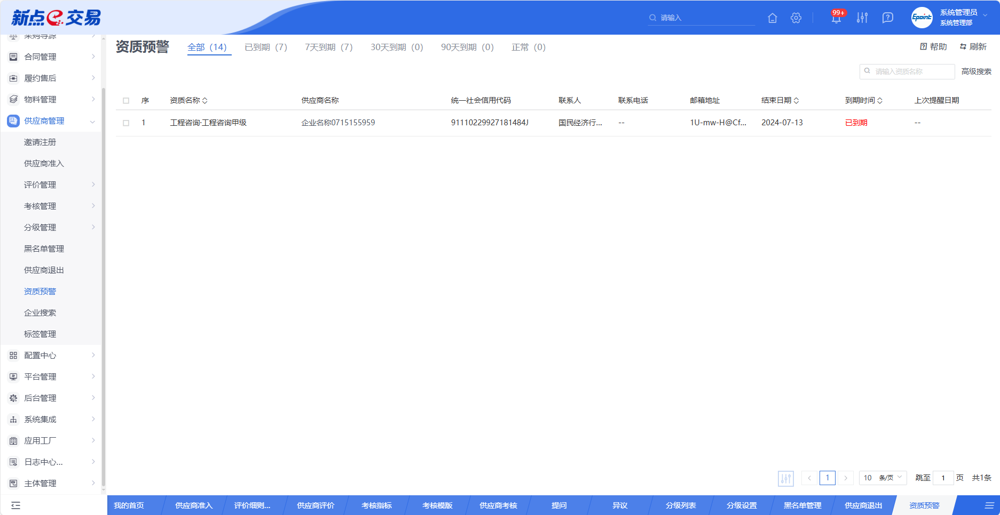 新点e交易
请输入
99+
Epoint
系统管理员
系统管理部
采购寻源
合同管理
履约售后
物料管理
供应商管理
邀请注册
供应商准入
评价管理
考核管理
分级管理
黑名单管理
供应商退出
资质预警
企业搜索
标签管理
配置中心
平台管理
后台管理
系统集成
应用工厂
日志中心...
主体管理
资质预警 全部（14） 已到期（7） 7天到期（7） 30天到期（0） 90天到期（0） 正常（0） 帮助 刷新
请输入资质名称 高级搜索
序 资质名称 供应商名称 统一社会信用代码 联系人 联系电话 邮箱地址 结束日期 到期时间 上次提醒日期
1 工程咨询·工程咨询甲级 企业名称0715155959 91110229927181484J 国民经济行... -- 1U-mw-H@Cf... 2024-07-13 已到期 --
1 10 条/页 跳至 1 页 共1条
我的首页 供应商准入 评价细则... 供应商评价 考核指标 考核模版 供应商考核 提问 异议 分级列表 分级设置 黑名单管理 供应商退出 资质预警